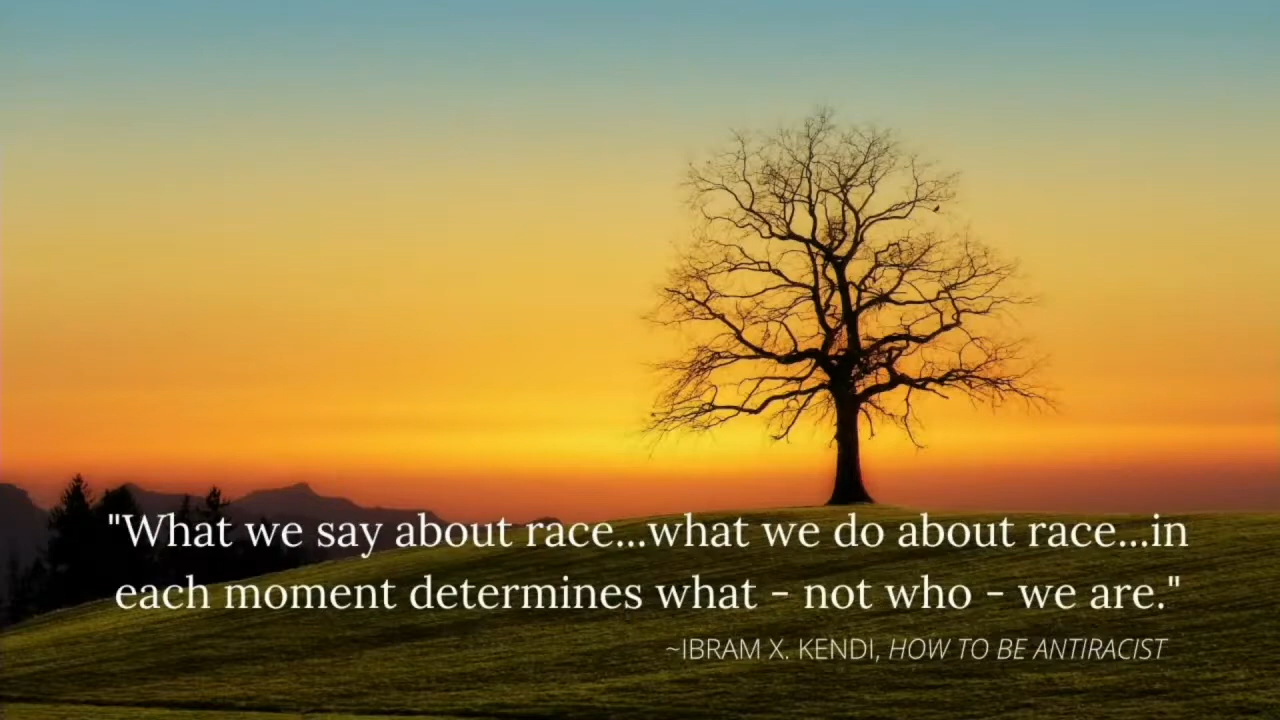 "What we say about race...what we do about race...in
each moment determines what - not who - we are."
~IBRAM X. KENDI, HOW TO BE ANTIRACIST